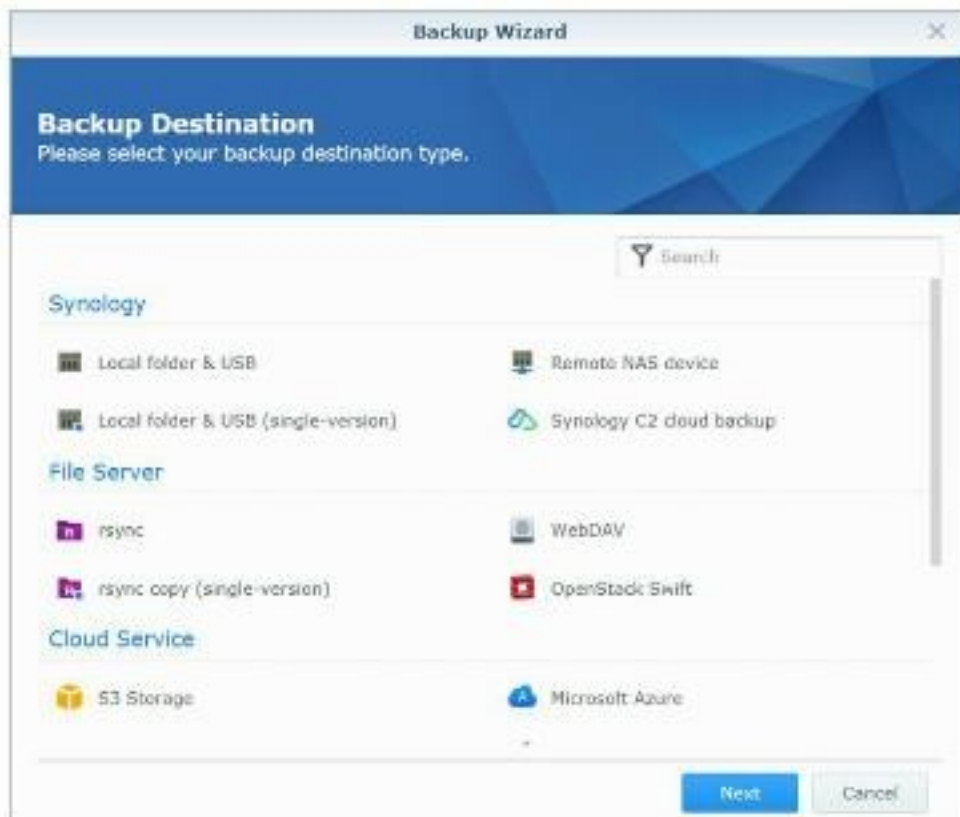 Backup Wizard
Backup Destination
Please select your backup destination type.
Search
Synology
Local folder & USB
Remote NAS device
Local folder & USB (single-version)
Synology C2 cloud backup
File Server
rsync
WebDAV
rsync copy (single-version)
OpenStack Swift
Cloud Service
S3 Storage
Microsoft Azure
Next
Cancel